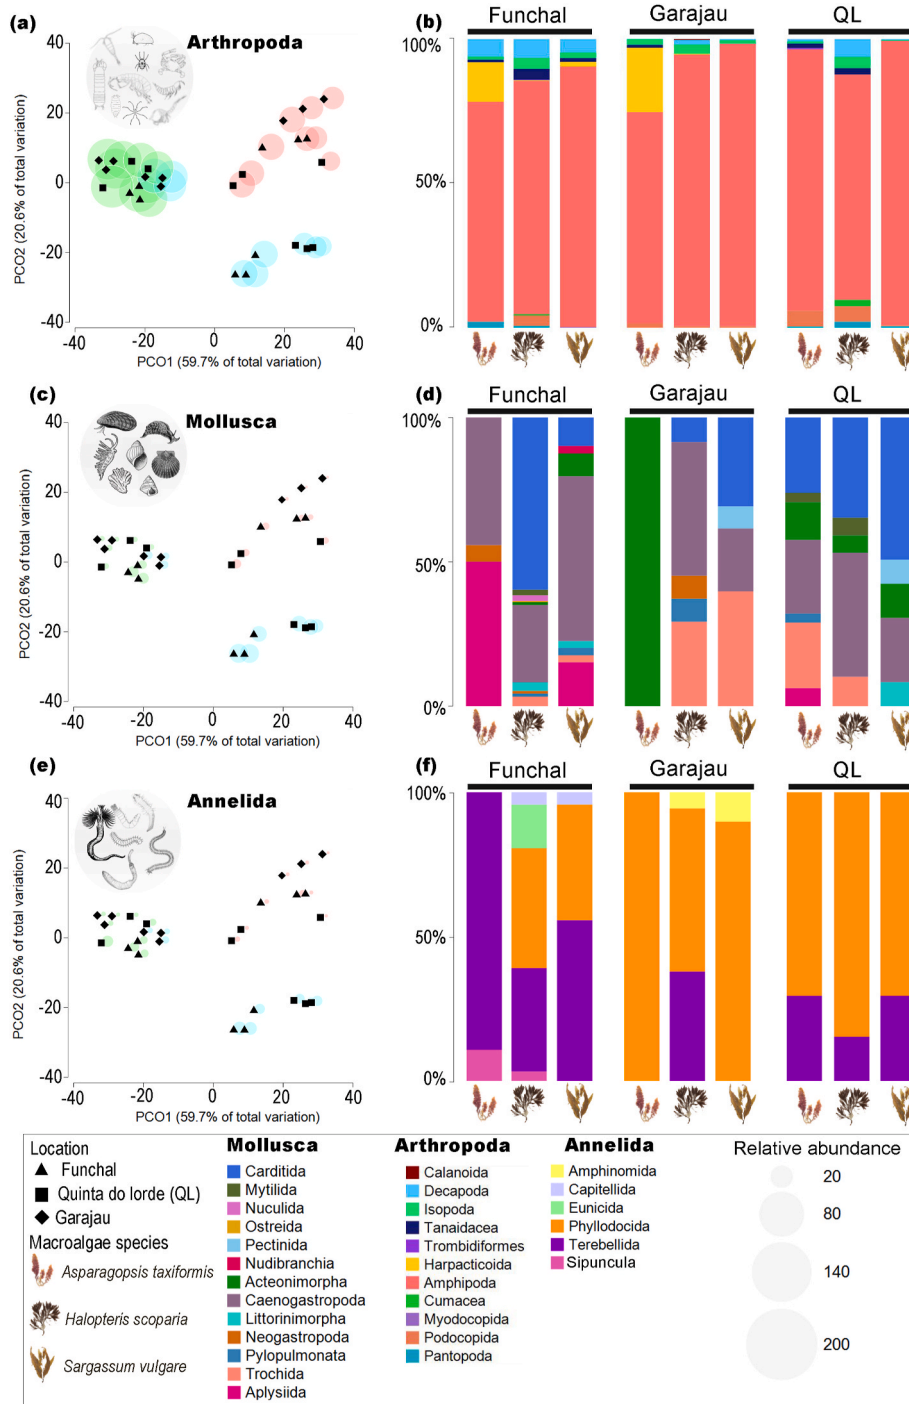 (a)
Arthropoda
40
20
0
-20
-40
PCO2 (20.6% of total variation)
-40 -20 0 20 40
PCO1 (59.7% of total variation)
(b)
Funchal Garajau QL
100%
50%
0%
(c)
Mollusca
40
20
0
-20
-40
PCO2 (20.6% of total variation)
-40 -20 0 20 40
PCO1 (59.7% of total variation)
(d)
Funchal Garajau QL
100%
50%
0%
(e)
Annelida
40
20
0
-20
-40
PCO2 (20.6% of total variation)
-40 -20 0 20 40
PCO1 (59.7% of total variation)
(f)
Funchal Garajau QL
100%
50%
0%
Location
Funchal
Quinta do lorde (QL)
Garajau
Macroalgae species
Asparagopsis taxiformis
Halopteris scoparia
Sargassum vulgare
Mollusca
Carditida
Mytilida
Nuculida
Ostreida
Pectinida
Nudibranchia
Acteonimorpha
Caenogastropoda
Littorinimorpha
Neogastropoda
Pylopulmonata
Trochida
Aplysiida
Arthropoda
Calanoida
Decapoda
Isopoda
Tanaidacea
Trombidiformes
Harpacticoida
Amphipoda
Cumacea
Myodocopida
Podocopida
Pantopoda
Annelida
Amphinomida
Capitellida
Eunicida
Phyllodocida
Terebellida
Sipuncula
Relative abundance
20
80
140
200